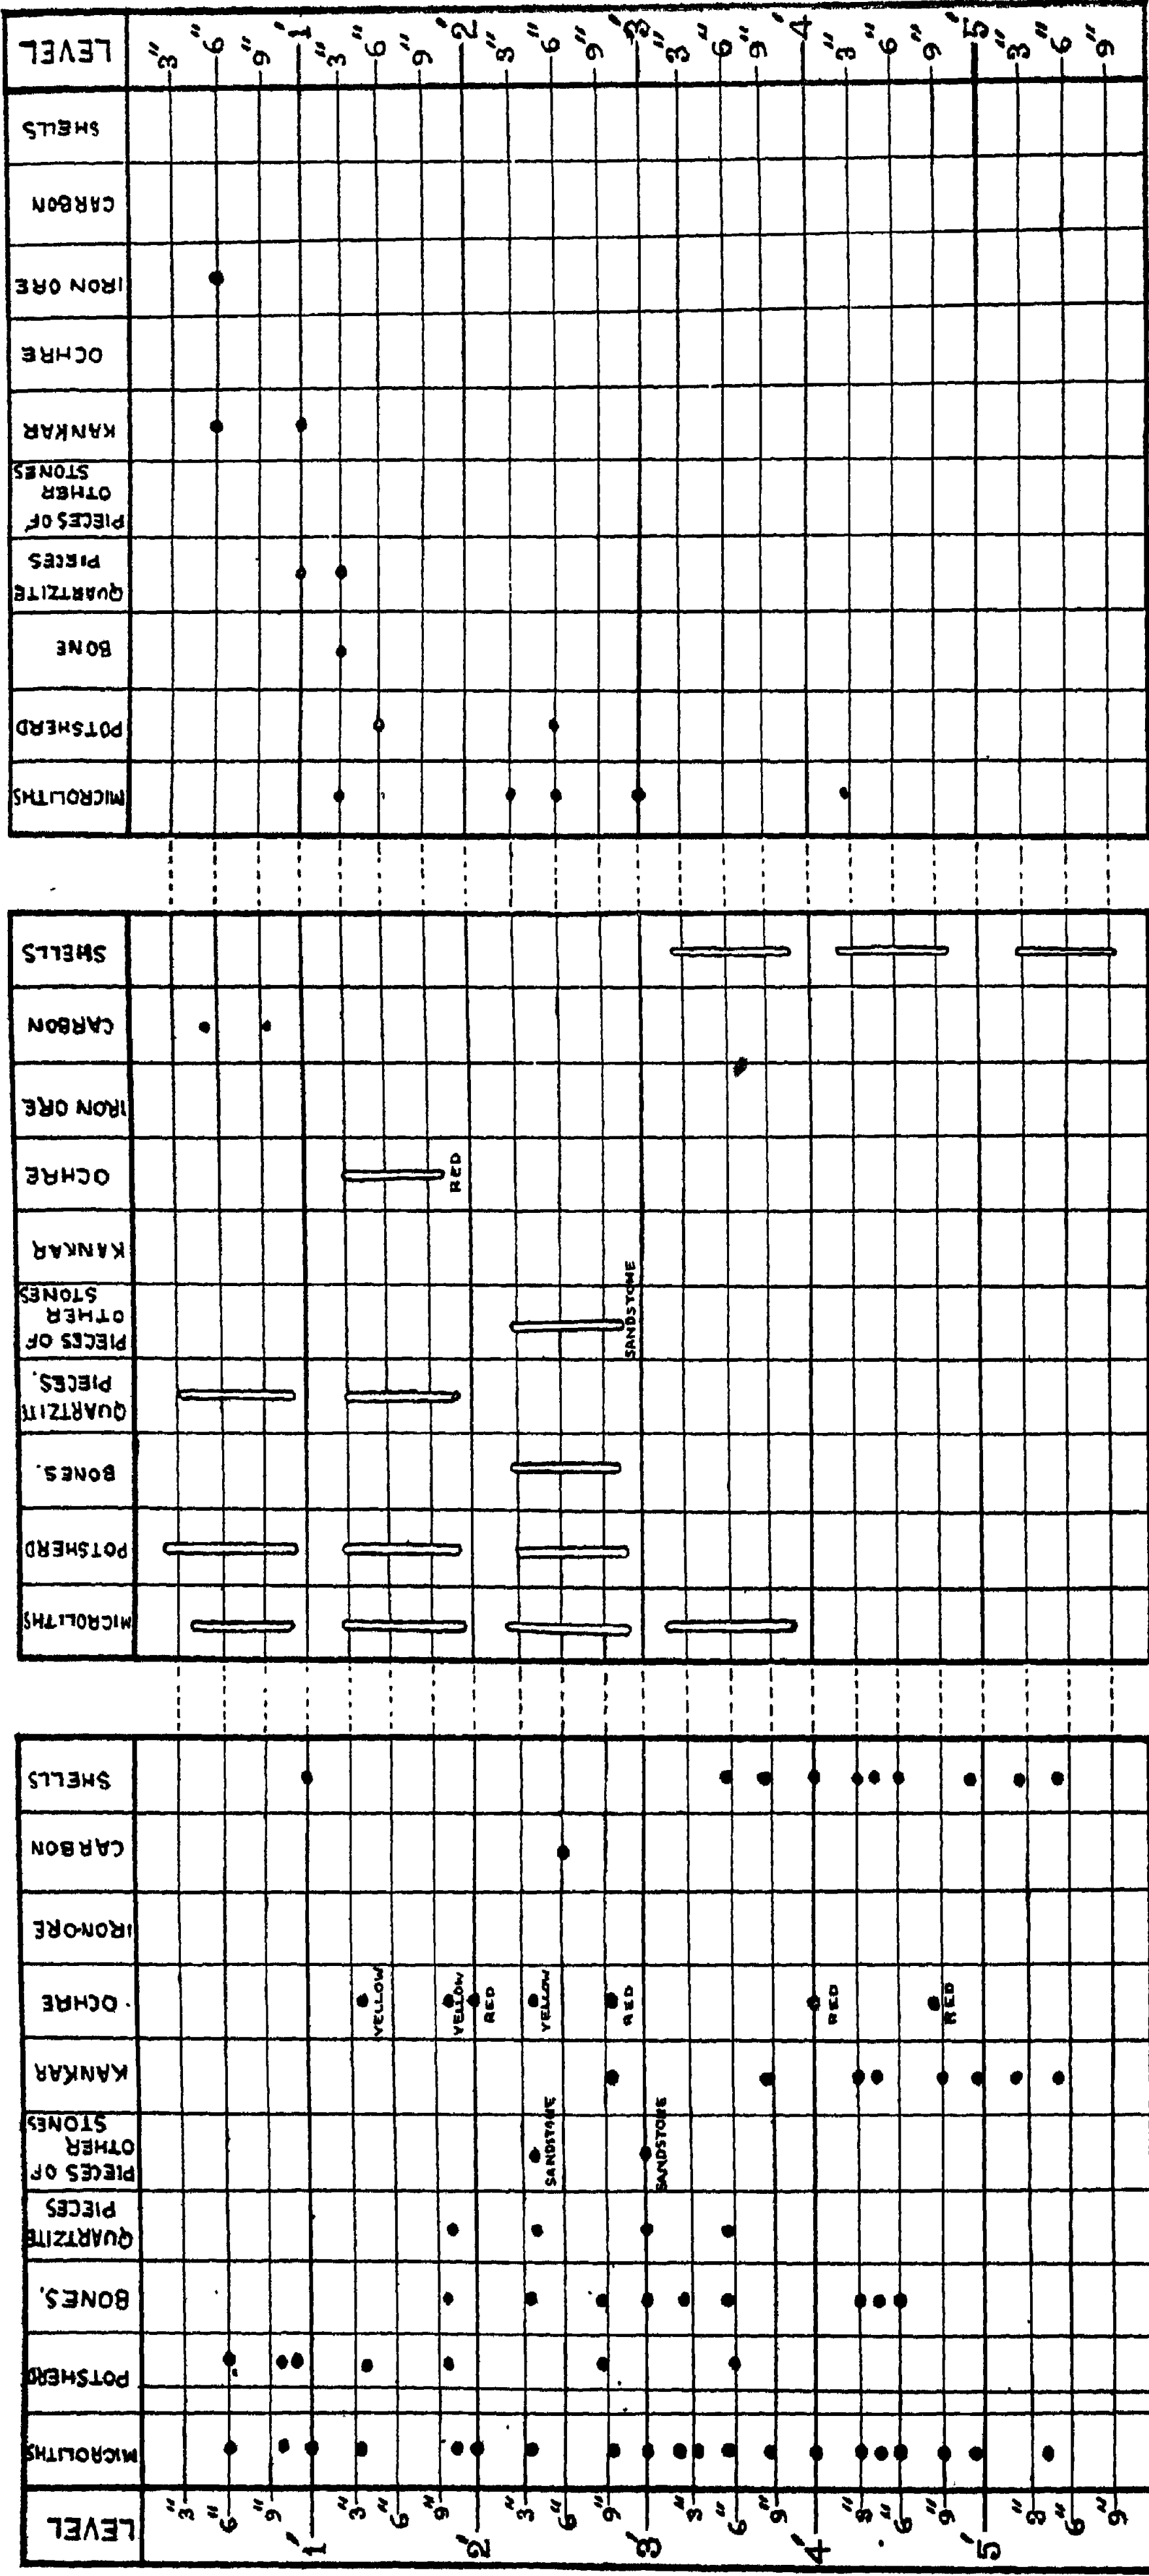 LEVEL
MICROLITHS
POTSHERD
BONES.
QUARTZITE
PIECES
PIECES OF
OTHER
STONES
KANKAR
OCHRE
IRON-ORE
CARBON
SHELLS
MICROLITHS
POTSHERD
BONES.
QUARTZITE
PIECES.
PIECES OF
OTHER
STONES
KANKAR
OCHRE
IRON ORE
CARBON
SHELLS
MICROLITHS
POTSHERD
BONE
QUARTZITE
PIECES
PIECES OF
OTHER
STONES
KANKAR
OCHRE
IRON ORE
CARBON
SHELLS
LEVEL
3"
6"
9"
1'
3"
6"
9"
2'
3"
6"
9"
3'
3"
6"
9"
4'
3"
6"
9"
5'
3"
6"
9"
YELLOW
YELLOW
RED
YELLOW
RED
RED
RED
SANDSTONE
SANDSTONE
RED
SANDSTONE
3"
6"
9"
1'
3"
6"
9"
2'
3"
6"
9"
3'
3"
6"
9"
4'
3"
6"
9"
5'
3"
6"
9"